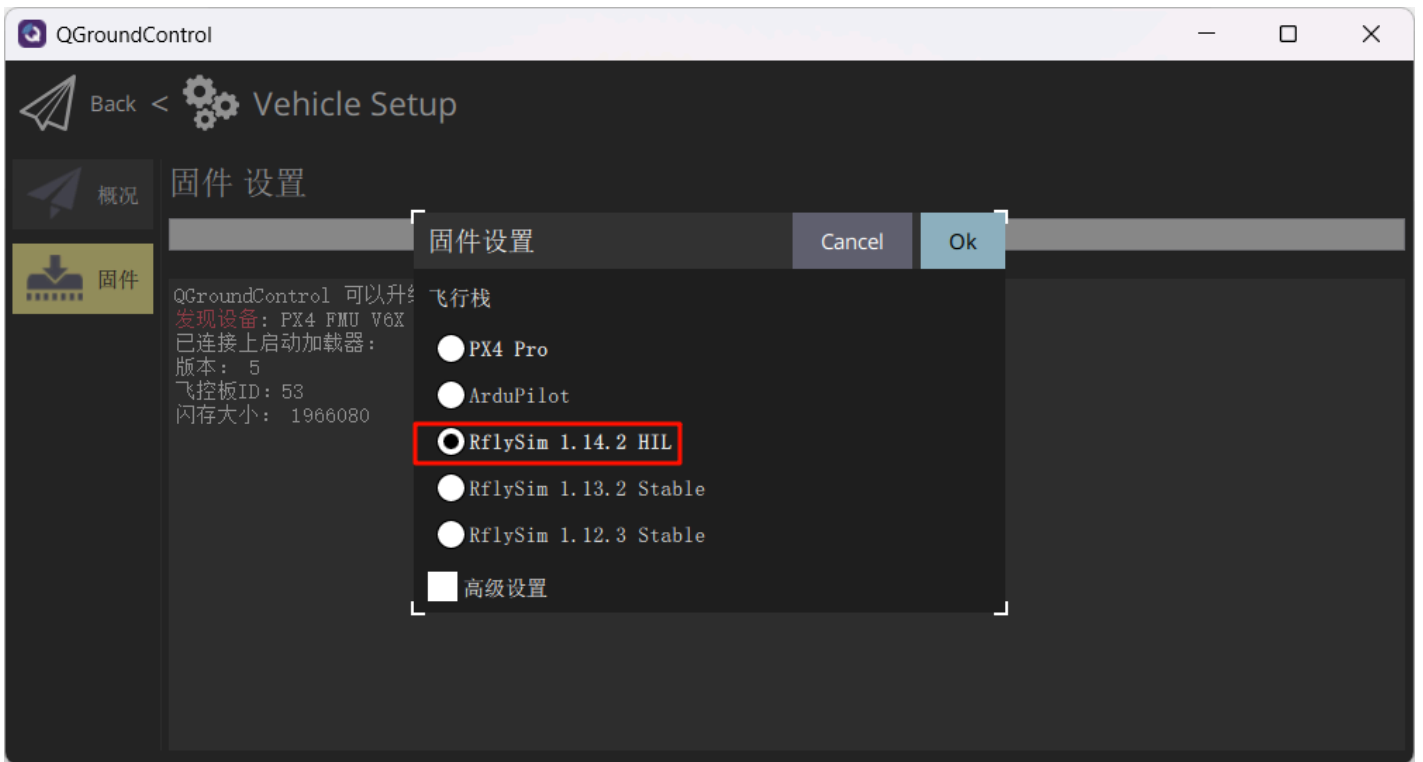 QGroundControl
Back < Vehicle Setup
概况
固件 设置
固件
QGroundControl 可以升级
发现设备: PX4 FMU V6X
已连接上启动加载器:
版本: 5
飞控板ID: 53
闪存大小: 1966080
固件设置
Cancel
Ok
飞行栈
PX4 Pro
ArduPilot
RflySim 1.14.2 HIL
RflySim 1.13.2 Stable
RflySim 1.12.3 Stable
高级设置